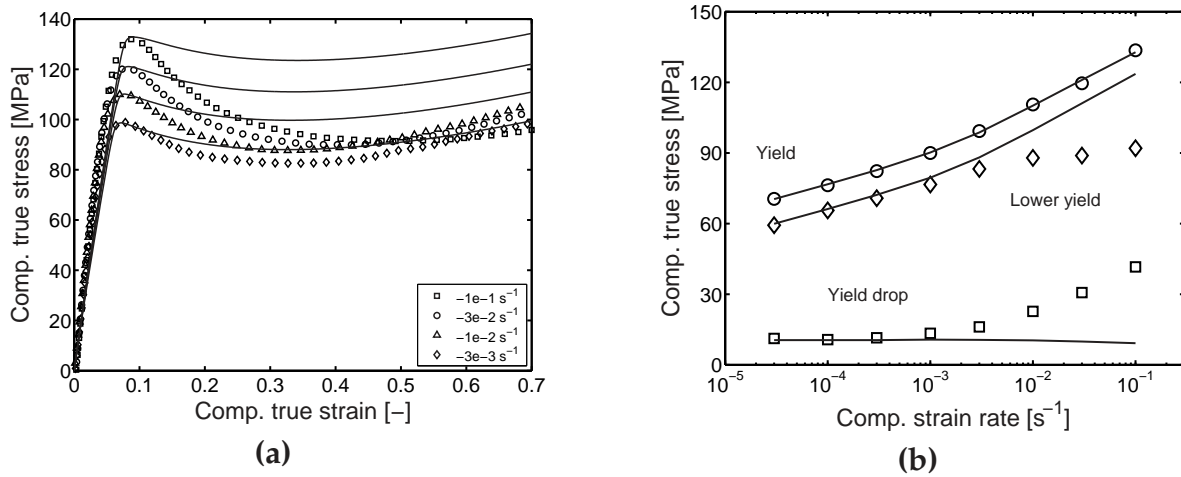 140
120
100
80
60
40
20
0
Comp. true stress [MPa]
−1e−1 s⁻¹
−3e−2 s⁻¹
−1e−2 s⁻¹
−3e−3 s⁻¹
0 0.1 0.2 0.3 0.4 0.5 0.6 0.7
Comp. true strain [−]
(a)
150
120
90
60
30
0
Comp. true stress [MPa]
Yield
Lower yield
Yield drop
10⁻⁵ 10⁻⁴ 10⁻³ 10⁻² 10⁻¹
Comp. strain rate [s⁻¹]
(b)